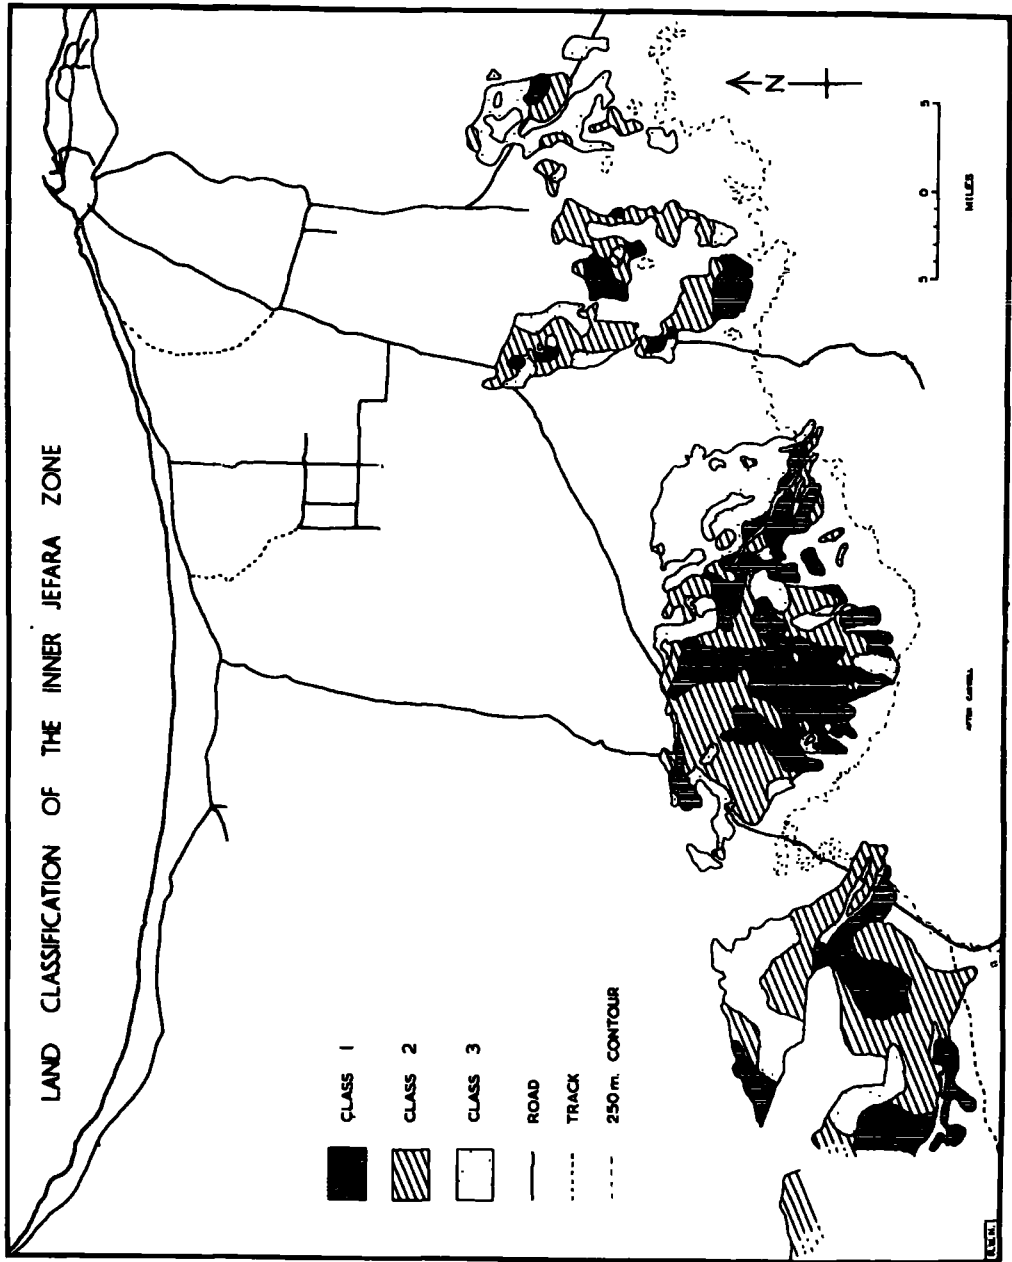 LAND CLASSIFICATION OF THE INNER JEFARA ZONE
CLASS 1
CLASS 2
CLASS 3
ROAD
TRACK
250 m. CONTOUR
N
5 0 5
MILES